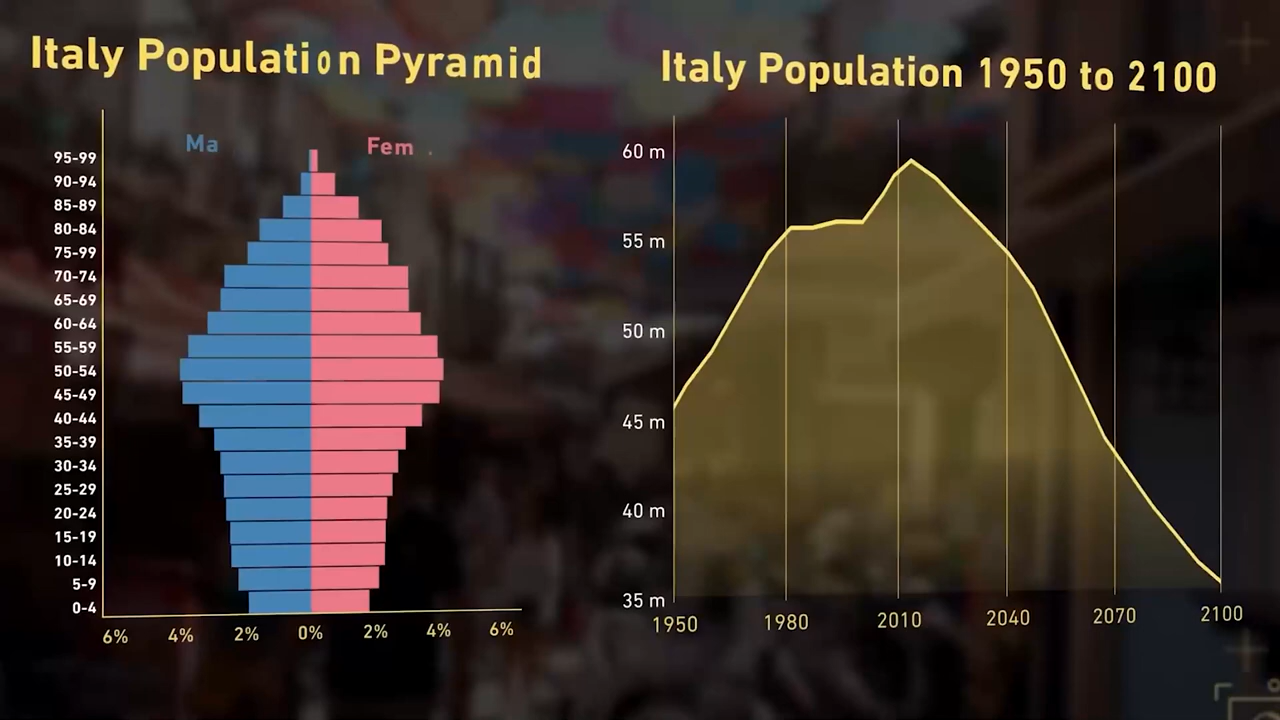 Italy Population Pyramid
Ma
Fem
95-99
90-94
85-89
80-84
75-99
70-74
65-69
60-64
55-59
50-54
45-49
40-44
35-39
30-34
25-29
20-24
15-19
10-14
5-9
0-4
6% 4% 2% 0% 2% 4% 6%
Italy Population 1950 to 2100
60 m
55 m
50 m
45 m
40 m
35 m
1950 1980 2010 2040 2070 2100